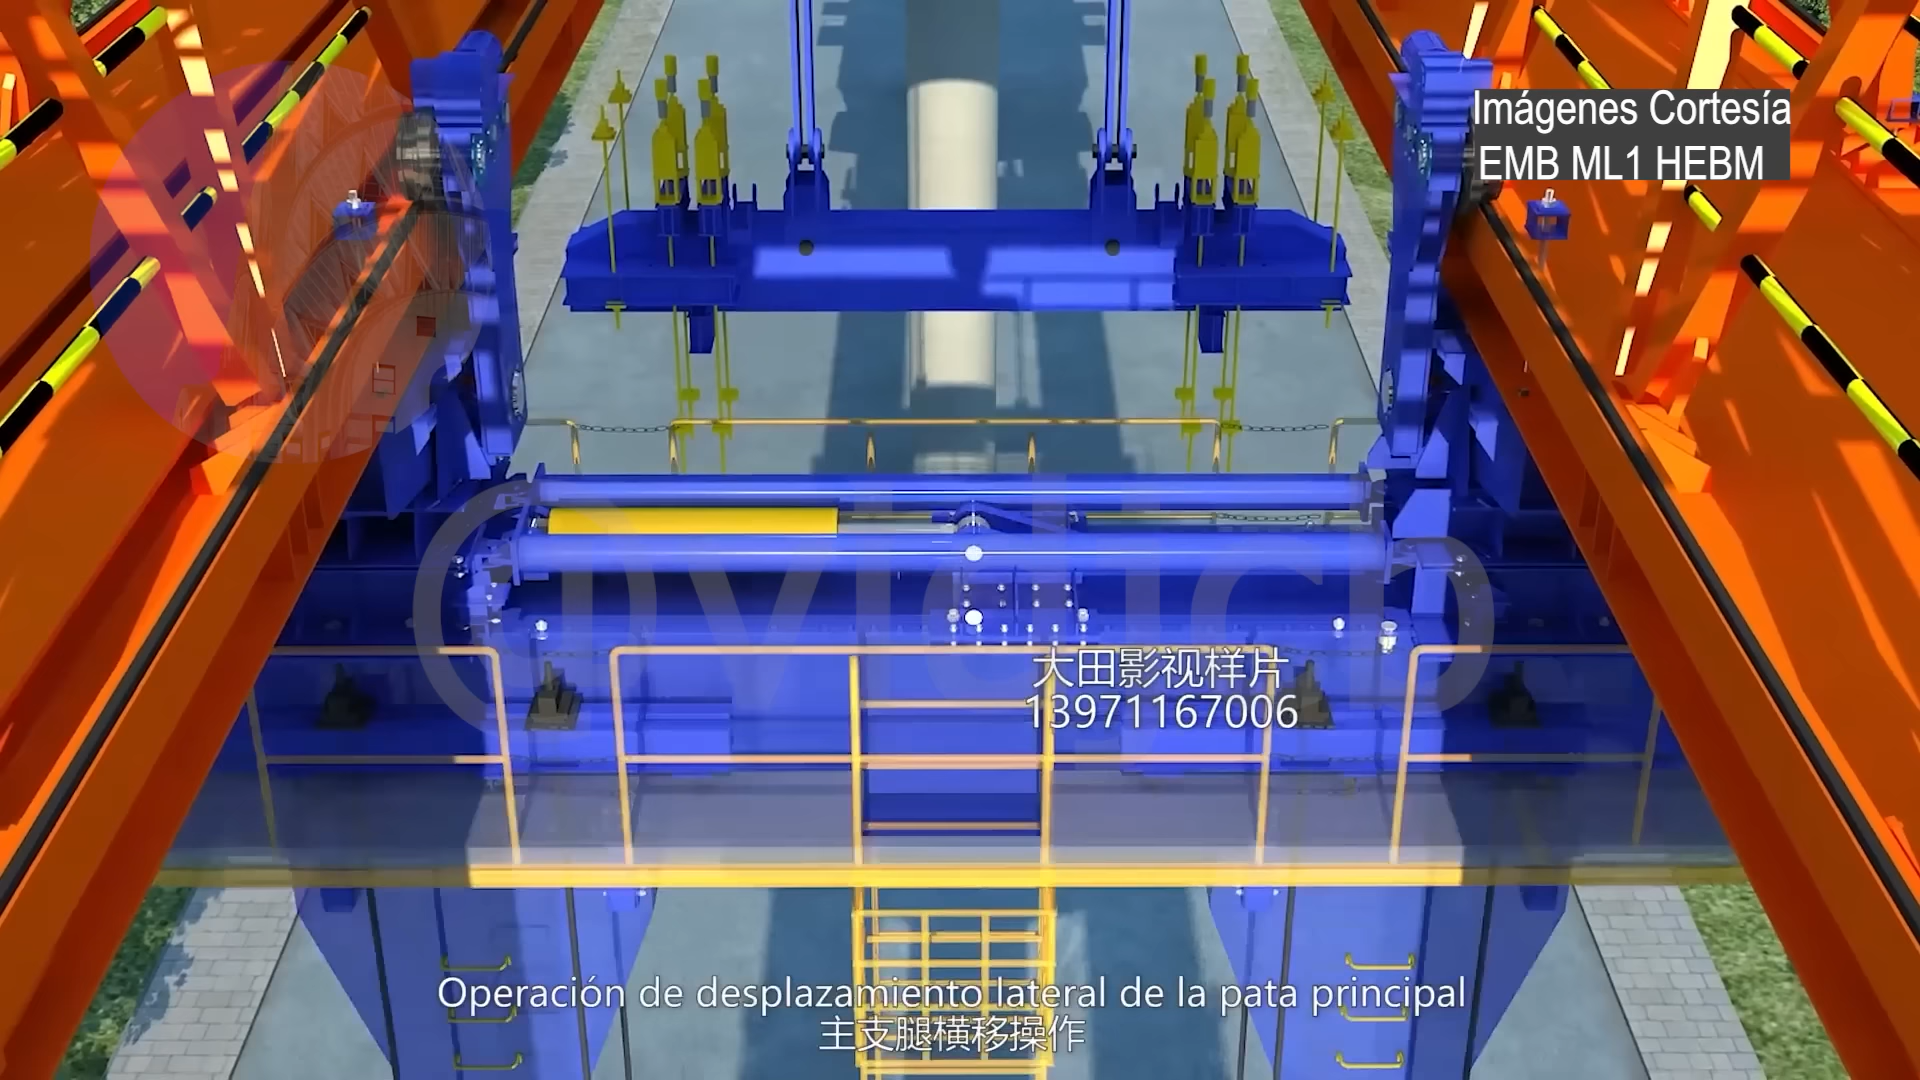 Imágenes Cortesía
EMB ML1 HEBM
@vidjcb
大田影视样片
13971167006
Operación de desplazamiento lateral de la pata principal
主支腿横移操作